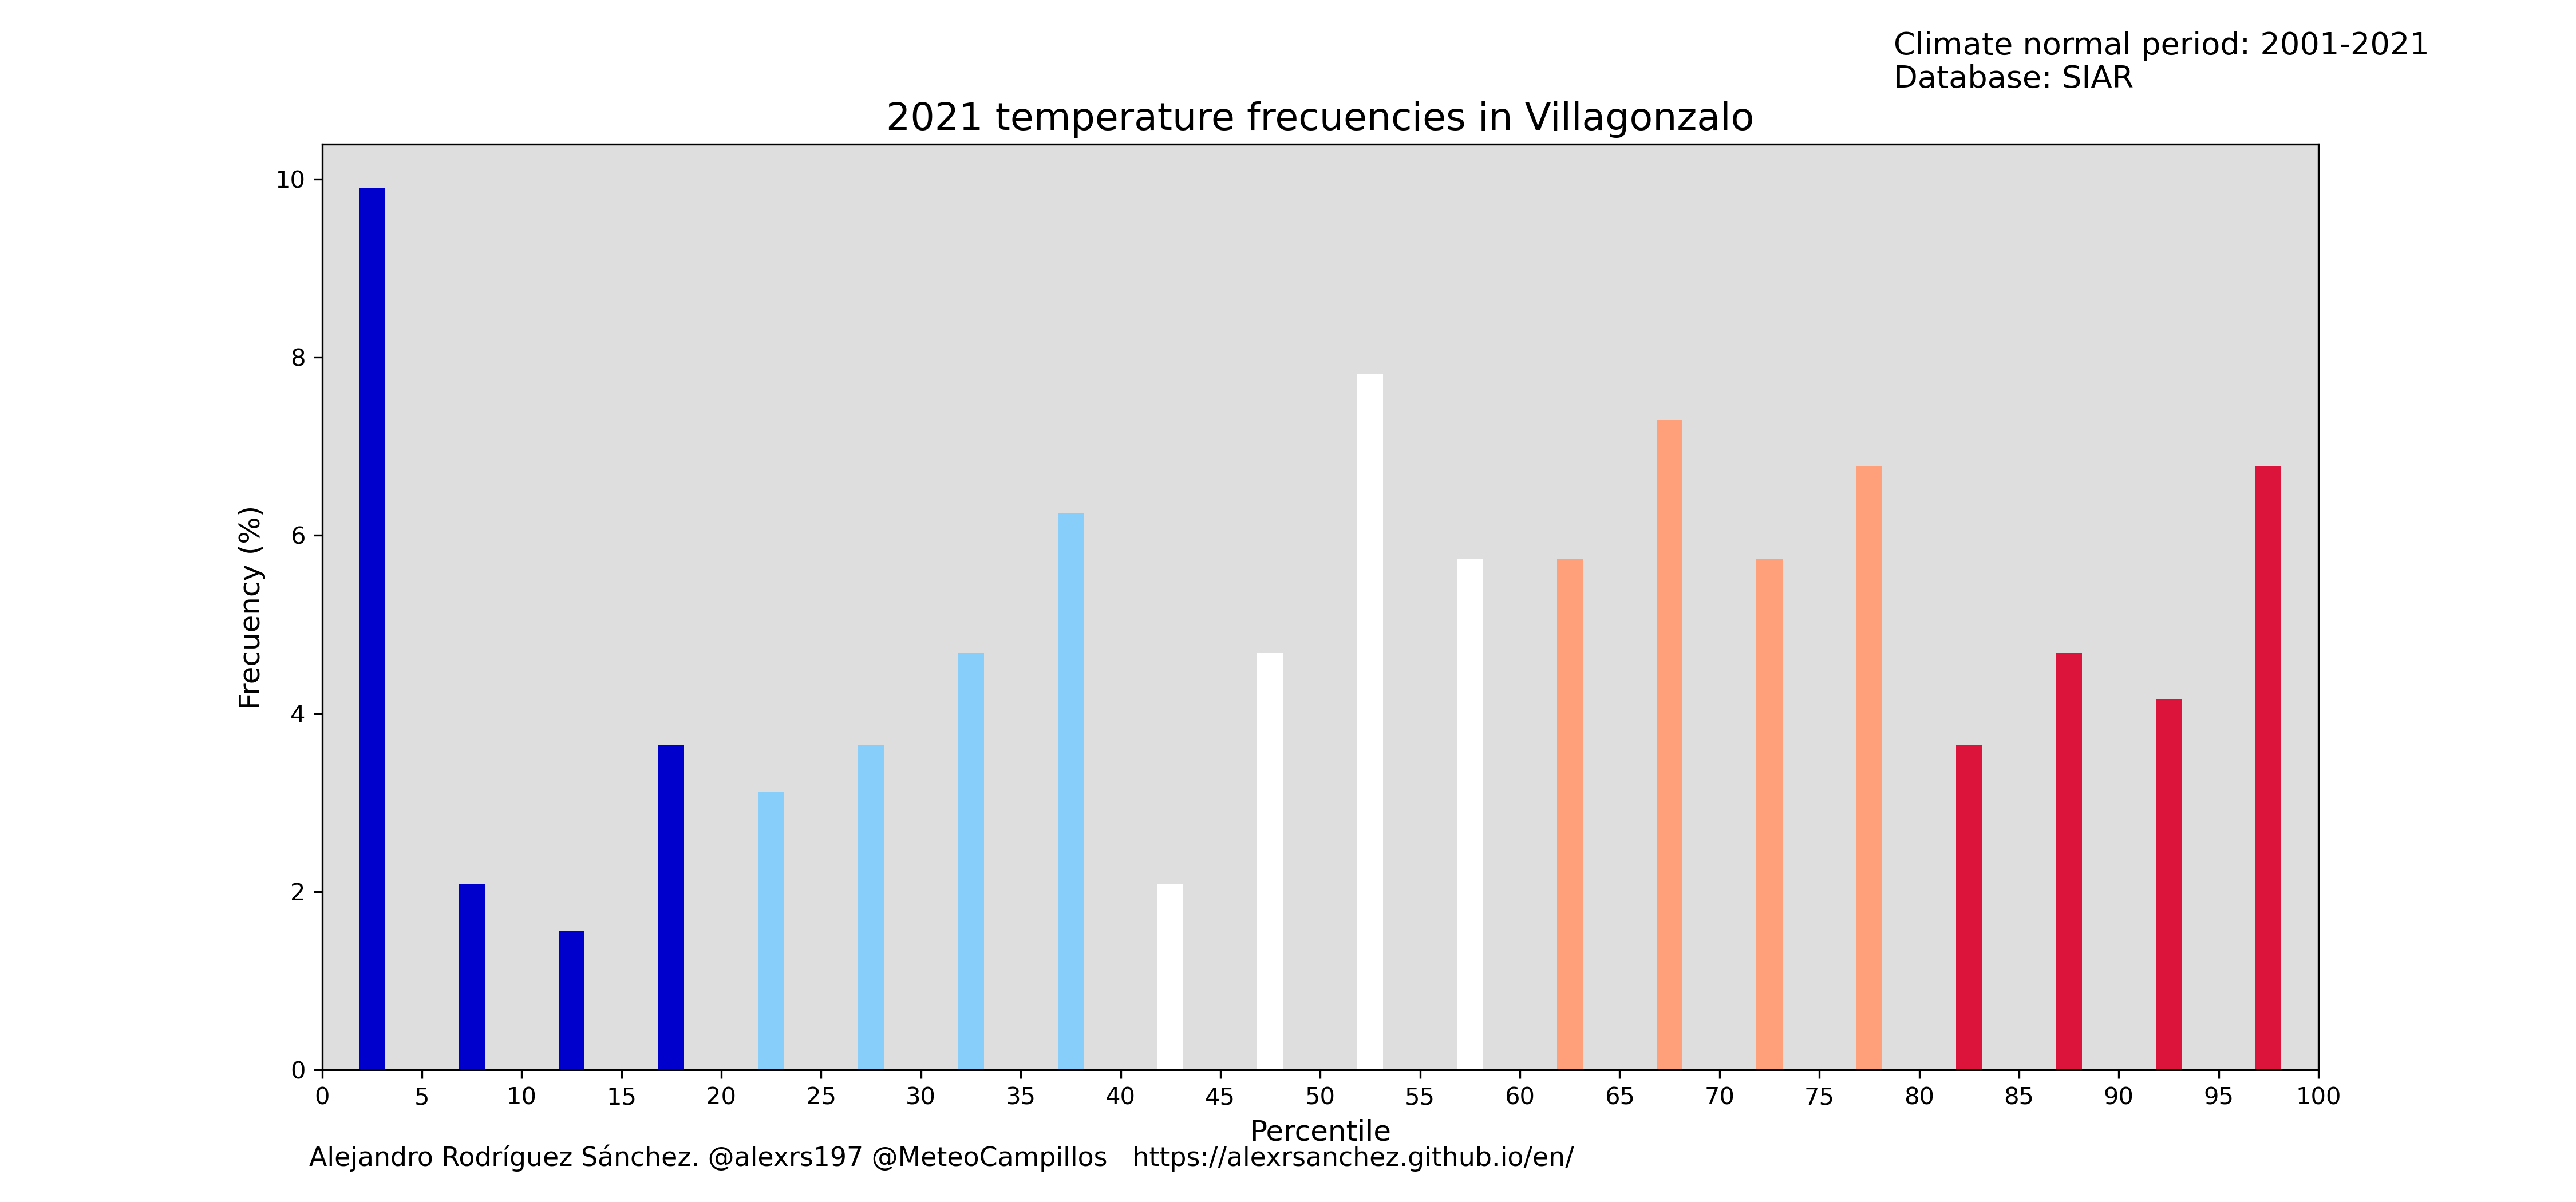 Climate normal period: 2001-2021
Database: SIAR
2021 temperature frecuencies in Villagonzalo
10
8
6
4
2
0
Frecuency (%)
0 5 10 15 20 25 30 35 40 45 50 55 60 65 70 75 80 85 90 95 100
Percentile
Alejandro Rodríguez Sánchez. @alexrs197 @MeteoCampillos https://alexrsanchez.github.io/en/